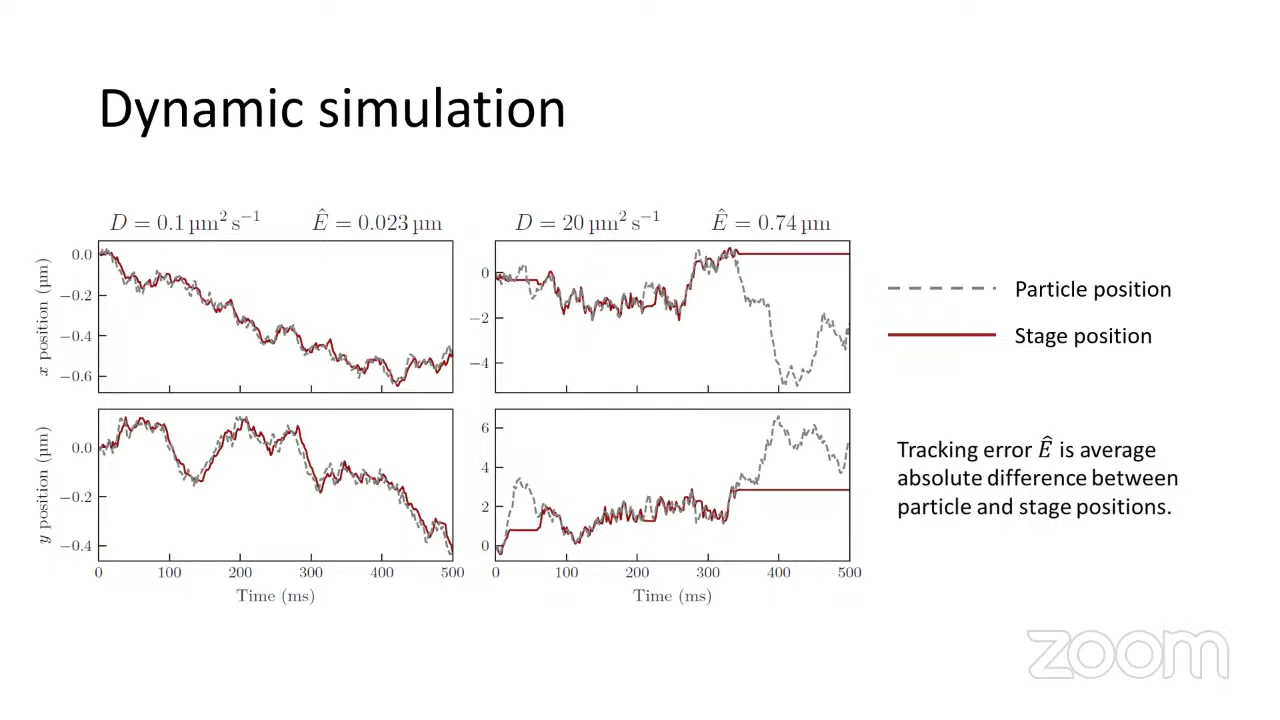 Dynamic simulation
D = 0.1 µm² s⁻¹ Ê = 0.023 µm
D = 20 µm² s⁻¹ Ê = 0.74 µm
x position (µm)
0.0
−0.2
−0.4
−0.6
0
−2
−4
y position (µm)
0.0
−0.2
−0.4
6
4
2
0
0 100 200 300 400 500
0 100 200 300 400 500
Time (ms)
Time (ms)
Particle position
Stage position
Tracking error Ê is average
absolute difference between
particle and stage positions.
zoom